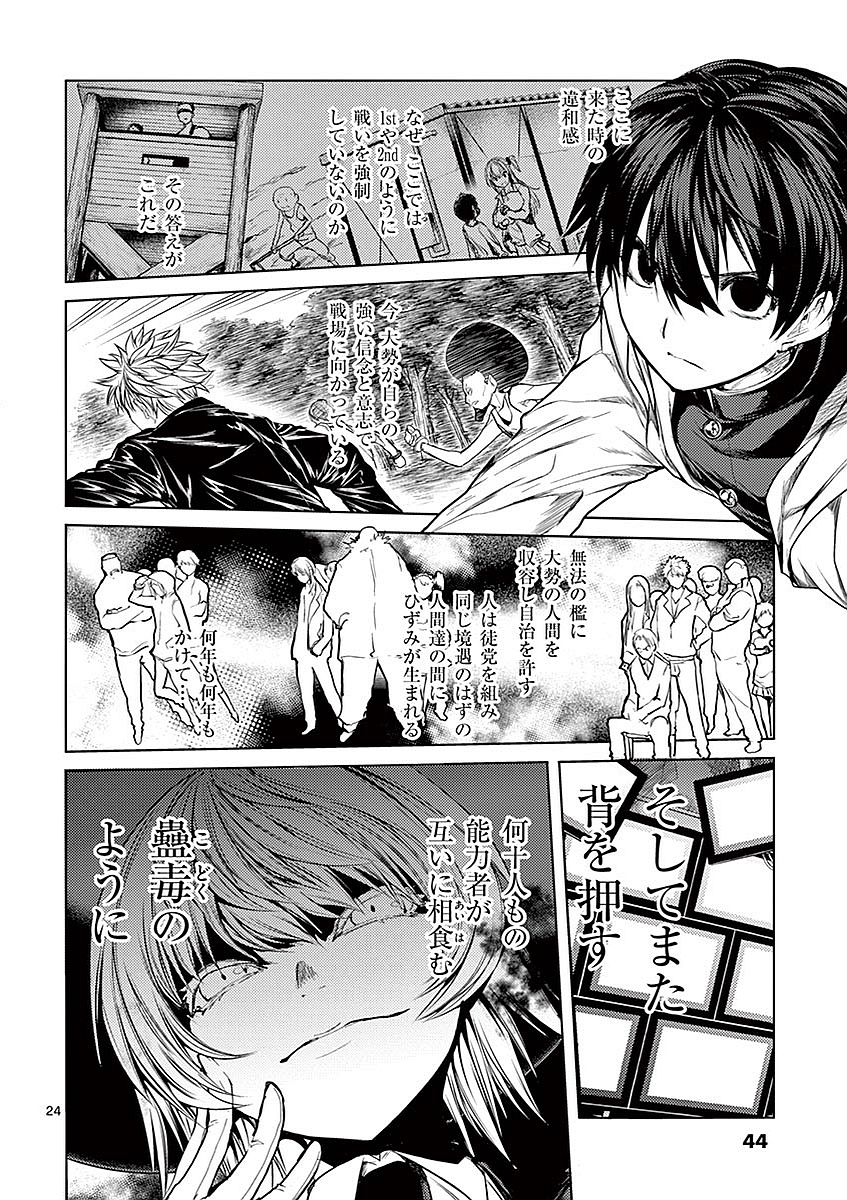 ここに
来た時の
違和感
なぜ ここでは
1stや2ndのように
戦いを強制
していないのか
その答えが
これだ
今 大勢が自らの
強い信念と意志で
戦場に向かっている
無法の檻に
大勢の人間を
収容し自治を許す
人は徒党を組み
同じ境遇のはずの
人間達の間に
ひずみが生まれる
何年も何年も
かけて…
そしてまた
背を押す
何十人もの
能力者が
互いに相食む
あいは
蠱毒の
こどく
ように
24
44